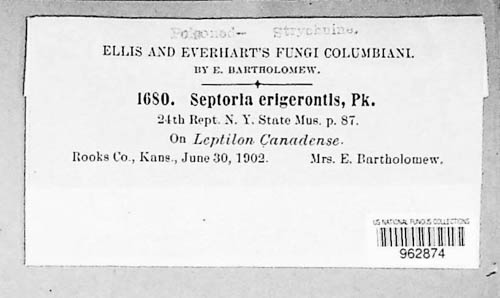 Poisoned— Strychnine.
ELLIS AND EVERHART'S FUNGI COLUMBIANI.
BY E. BARTHOLOMEW.
1680. Septoria erigerontis, Pk.
24th Rept. N. Y. State Mus. p. 87.
On Leptilon Canadense.
Rooks Co., Kans., June 30, 1902. Mrs. E. Bartholomew.
US NATIONAL FUNGUS COLLECTIONS
962874